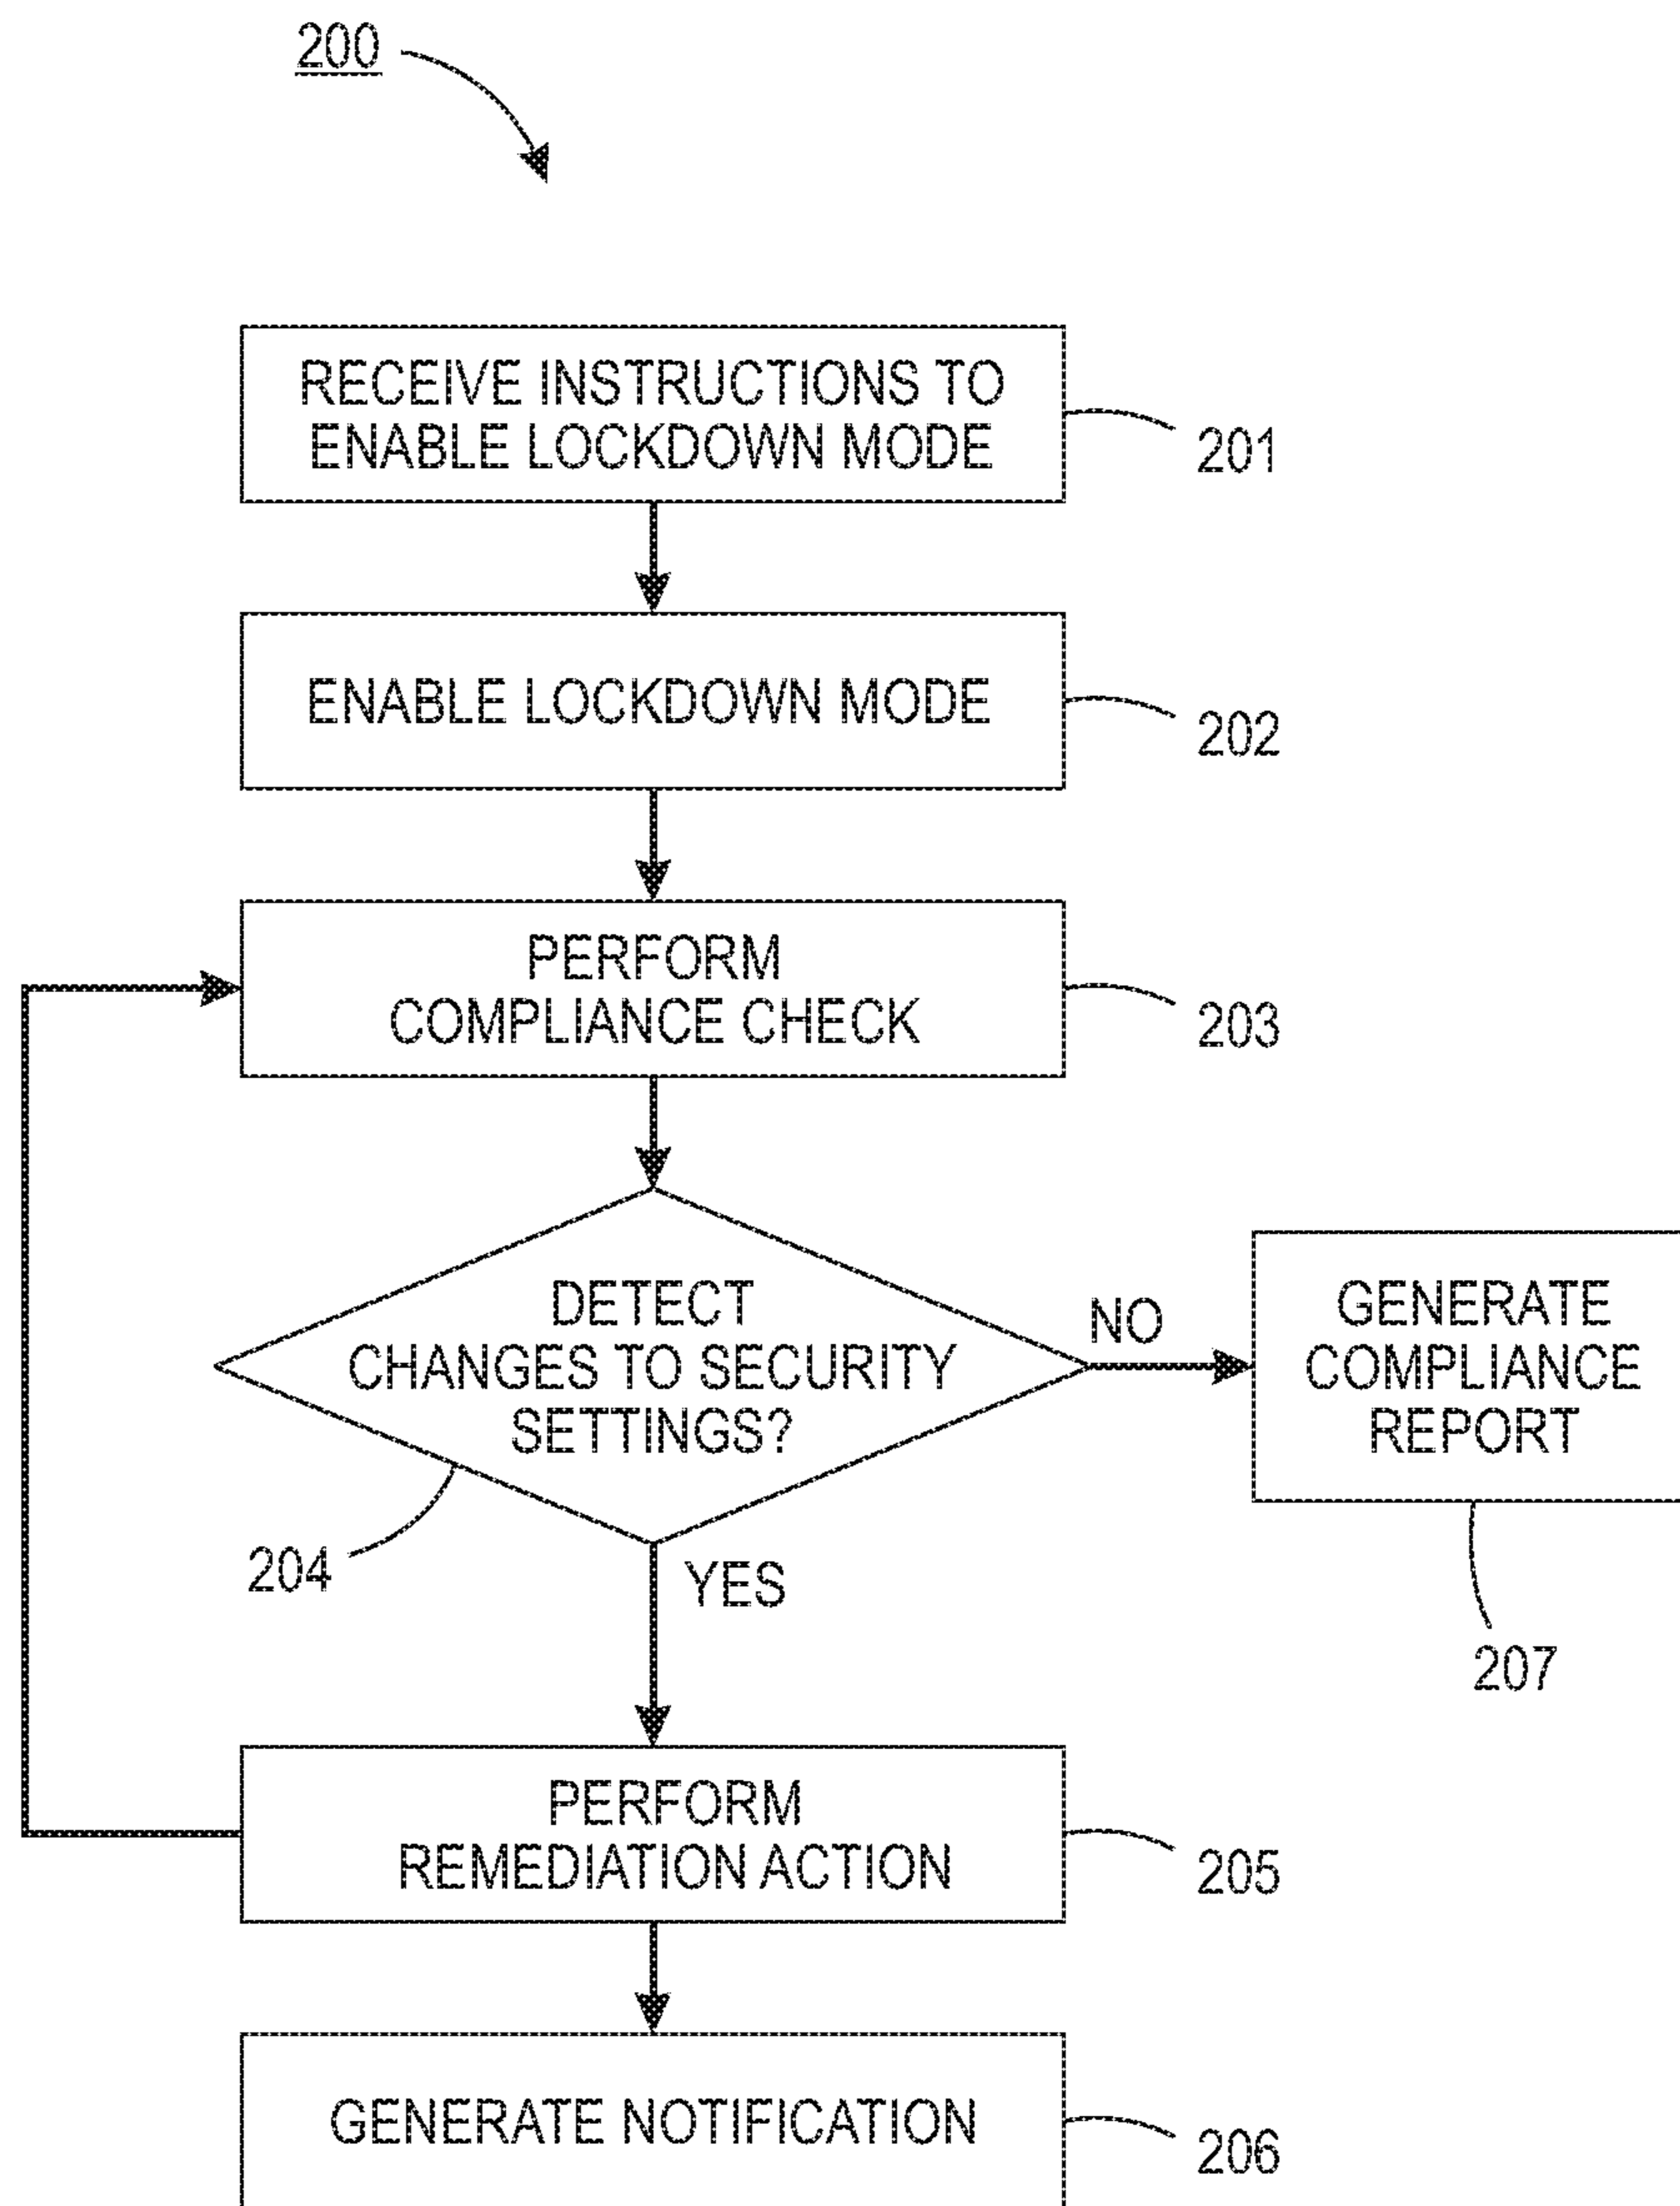 200
RECEIVE INSTRUCTIONS TO
ENABLE LOCKDOWN MODE
201
ENABLE LOCKDOWN MODE
202
PERFORM
COMPLIANCE CHECK
203
DETECT
CHANGES TO SECURITY
SETTINGS?
204
NO
GENERATE
COMPLIANCE
REPORT
207
YES
PERFORM
REMEDIATION ACTION
205
GENERATE NOTIFICATION
206